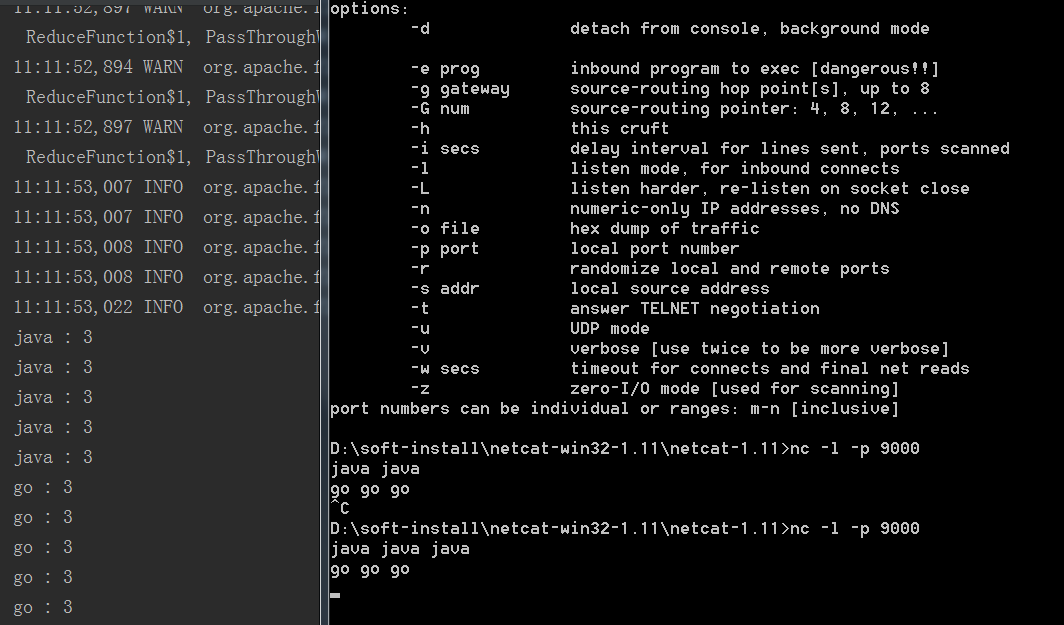 11:11:52,897 WARN  org.apache.f
ReduceFunction$1, PassThroughW
11:11:52,894 WARN  org.apache.f
ReduceFunction$1, PassThroughW
11:11:52,897 WARN  org.apache.f
ReduceFunction$1, PassThroughW
11:11:53,007 INFO  org.apache.f
11:11:53,007 INFO  org.apache.f
11:11:53,008 INFO  org.apache.f
11:11:53,008 INFO  org.apache.f
11:11:53,022 INFO  org.apache.f
java : 3
java : 3
java : 3
java : 3
java : 3
go : 3
go : 3
go : 3
go : 3
go : 3
options:
-d detach from console, background mode
-e prog inbound program to exec [dangerous!!]
-g gateway source-routing hop point[s], up to 8
-G num source-routing pointer: 4, 8, 12, ...
-h this cruft
-i secs delay interval for lines sent, ports scanned
-l listen mode, for inbound connects
-L listen harder, re-listen on socket close
-n numeric-only IP addresses, no DNS
-o file hex dump of traffic
-p port local port number
-r randomize local and remote ports
-s addr local source address
-t answer TELNET negotiation
-u UDP mode
-v verbose [use twice to be more verbose]
-w secs timeout for connects and final net reads
-z zero-I/O mode [used for scanning]
port numbers can be individual or ranges: m-n [inclusive]
D:\soft-install\netcat-win32-1.11\netcat-1.11>nc -l -p 9000
java java
go go go
^C
D:\soft-install\netcat-win32-1.11\netcat-1.11>nc -l -p 9000
java java java
go go go